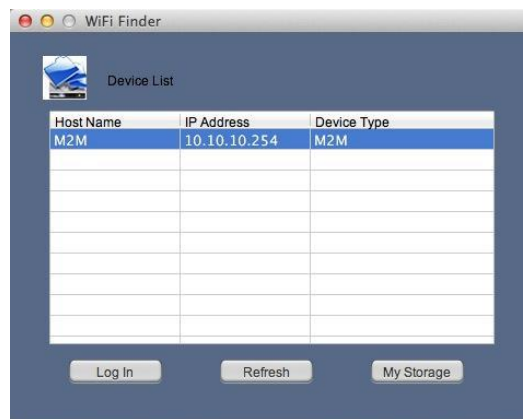 WiFi Finder
Device List
Host Name IP Address Device Type
M2M 10.10.10.254 M2M
Log In Refresh My Storage